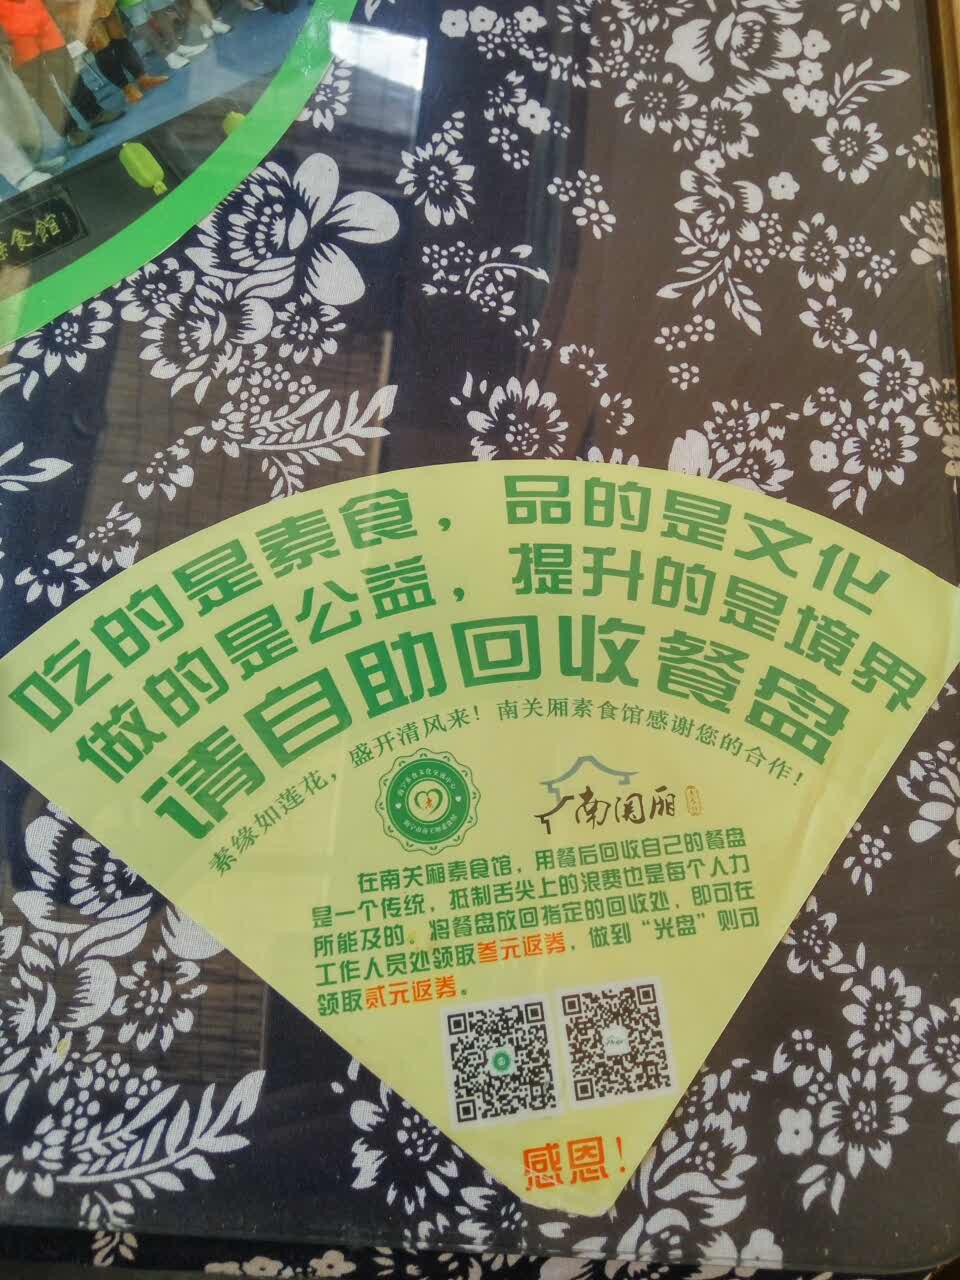 食館
吃的是素食，品的是文化
做的是公益，提升的是境界
请自助回收餐盘
素缘如莲花，盛开清风来！南关厢素食馆感谢您的合作！
南关厢
在南关厢素食馆，用餐后回收自己的餐盘
是一个传统，抵制舌尖上的浪费也是每个人力
所能及的。将餐盘放回指定的回收处，即可在
工作人员处领取叁元返券，做到“光盘”则可
领取贰元返券。
感恩！